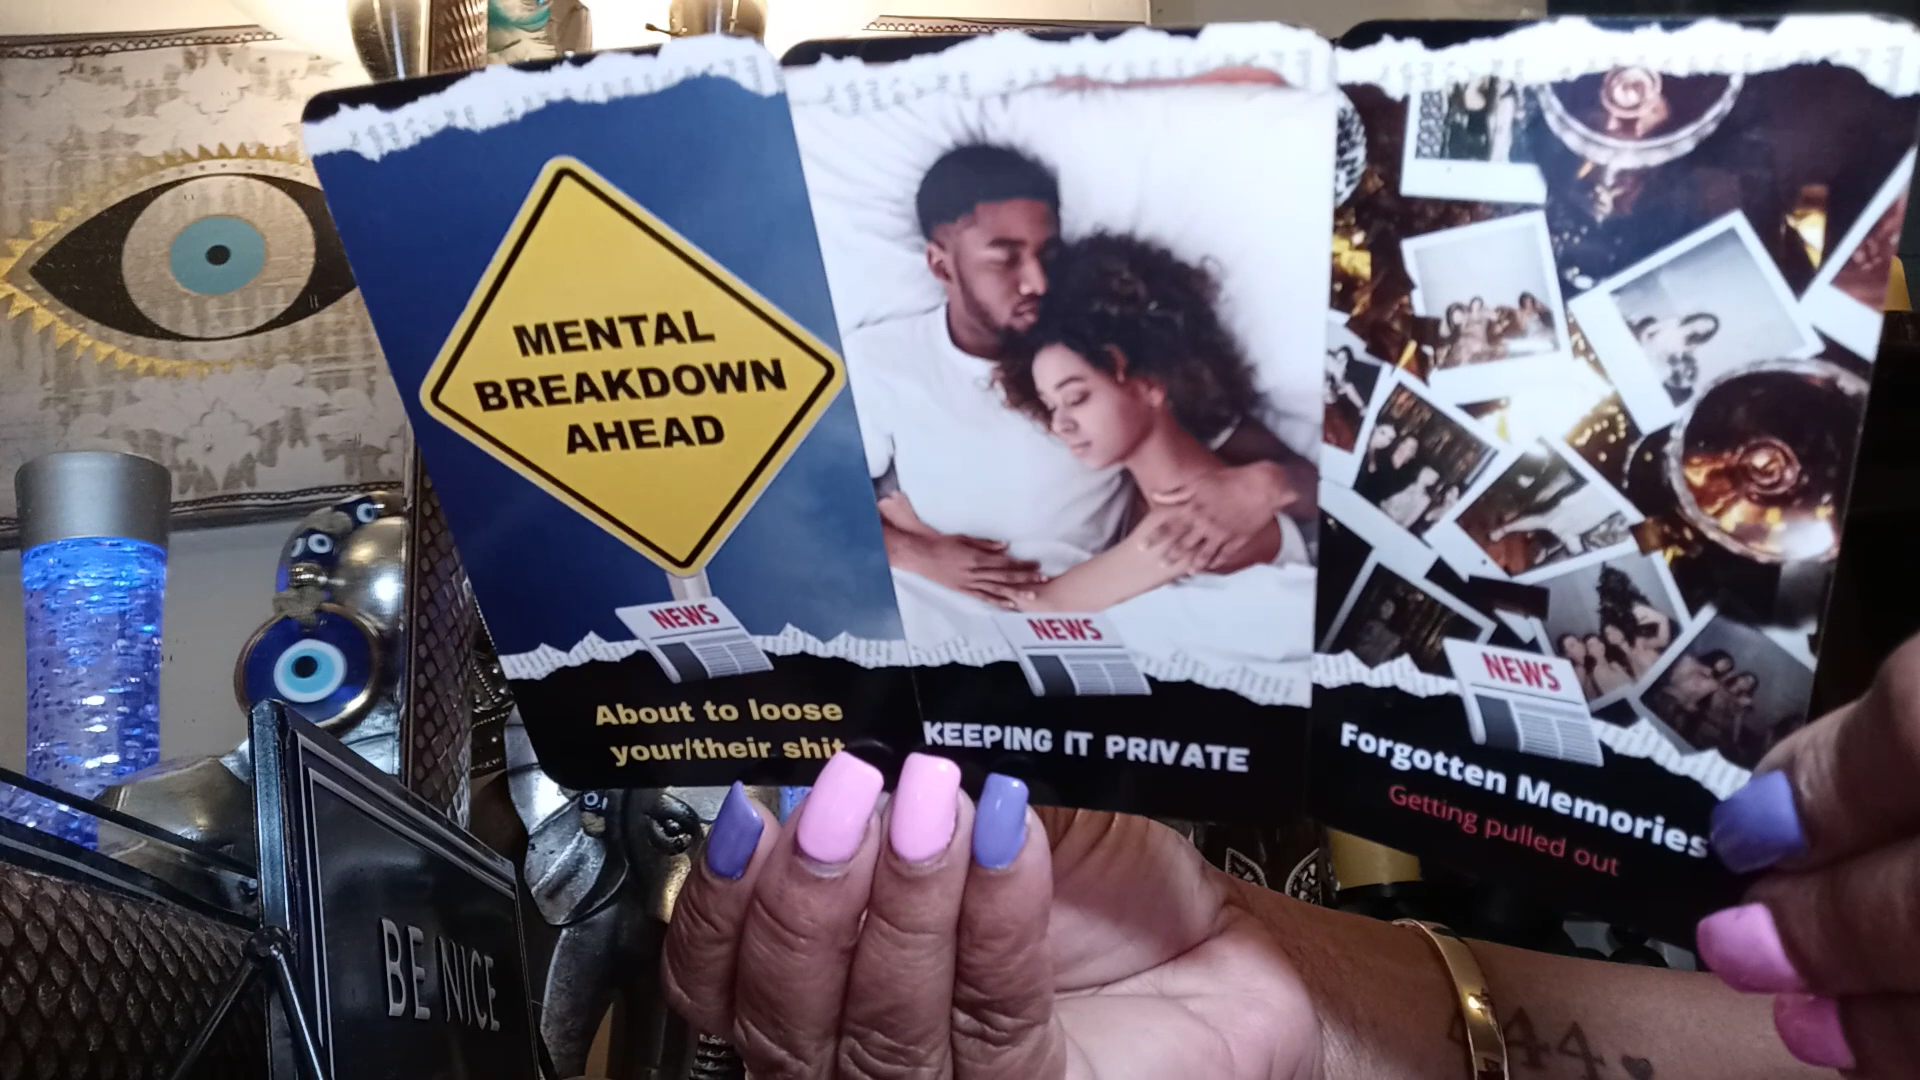 MENTAL
BREAKDOWN
AHEAD
NEWS
About to loose
your/their shit
NEWS
KEEPING IT PRIVATE
NEWS
Forgotten Memories
Getting pulled out
BE NICE
444